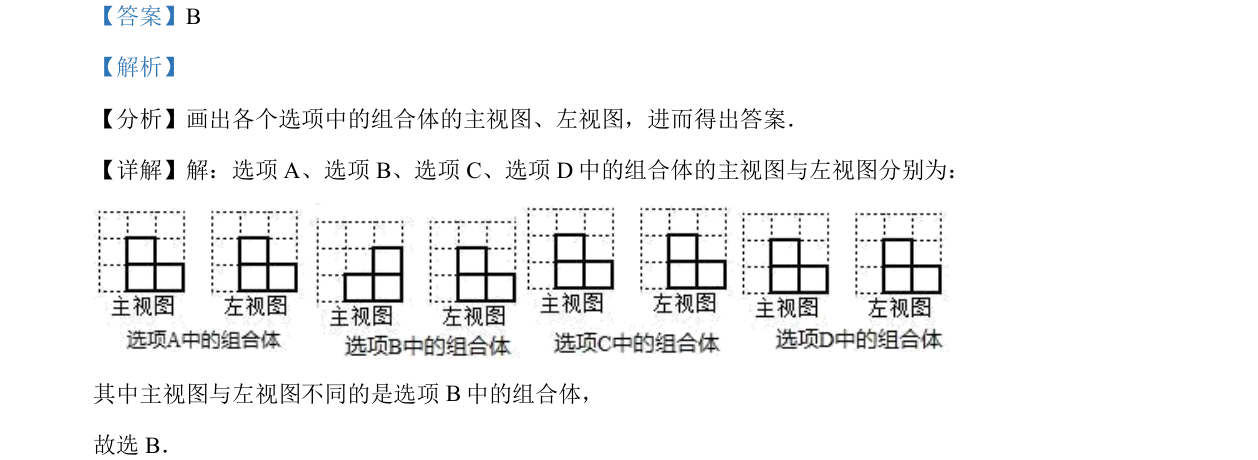 【答案】B
【解析】
【分析】画出各个选项中的组合体的主视图、左视图，进而得出答案．
【详解】解：选项 A、选项 B、选项 C、选项 D 中的组合体的主视图与左视图分别为：
主视图 左视图 主视图 左视图 主视图 左视图 主视图 左视图
选项A中的组合体 选项B中的组合体 选项C中的组合体 选项D中的组合体
其中主视图与左视图不同的是选项 B 中的组合体，
故选 B．